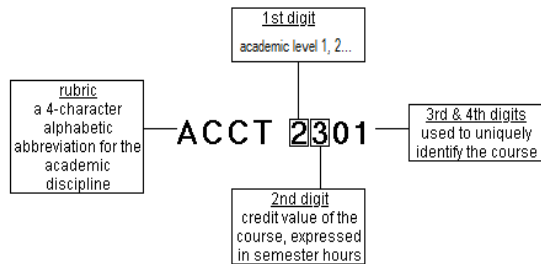 1st digit
academic level 1, 2...
rubric
a 4-character
alphabetic
abbreviation for the
academic
discipline
ACCT 2301
3rd & 4th digits
used to uniquely
identify the course
2nd digit
credit value of the
course, expressed
in semester hours